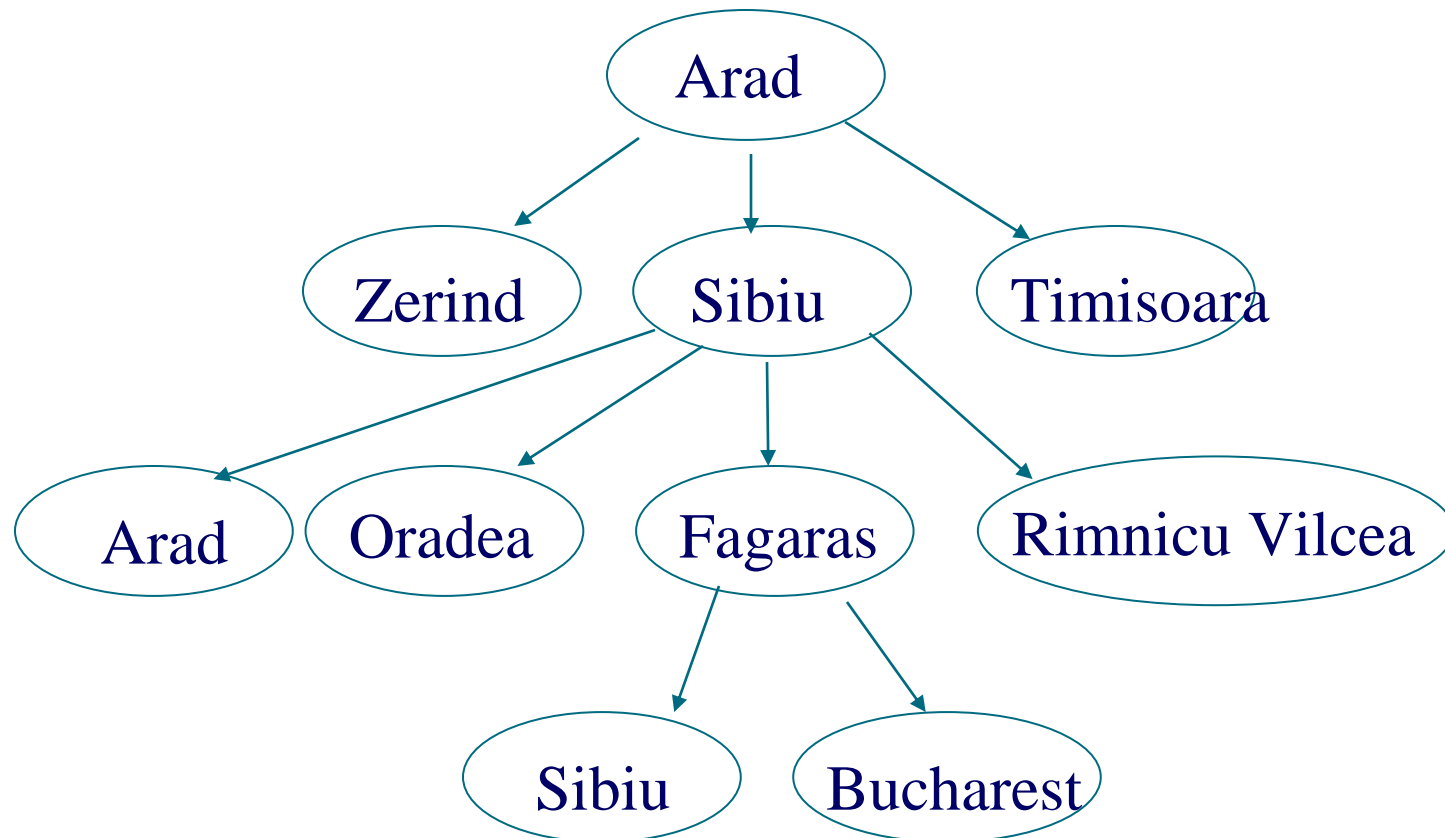 Arad
Zerind
Sibiu
Timisoara
Arad
Oradea
Fagaras
Rimnicu Vilcea
Sibiu
Bucharest